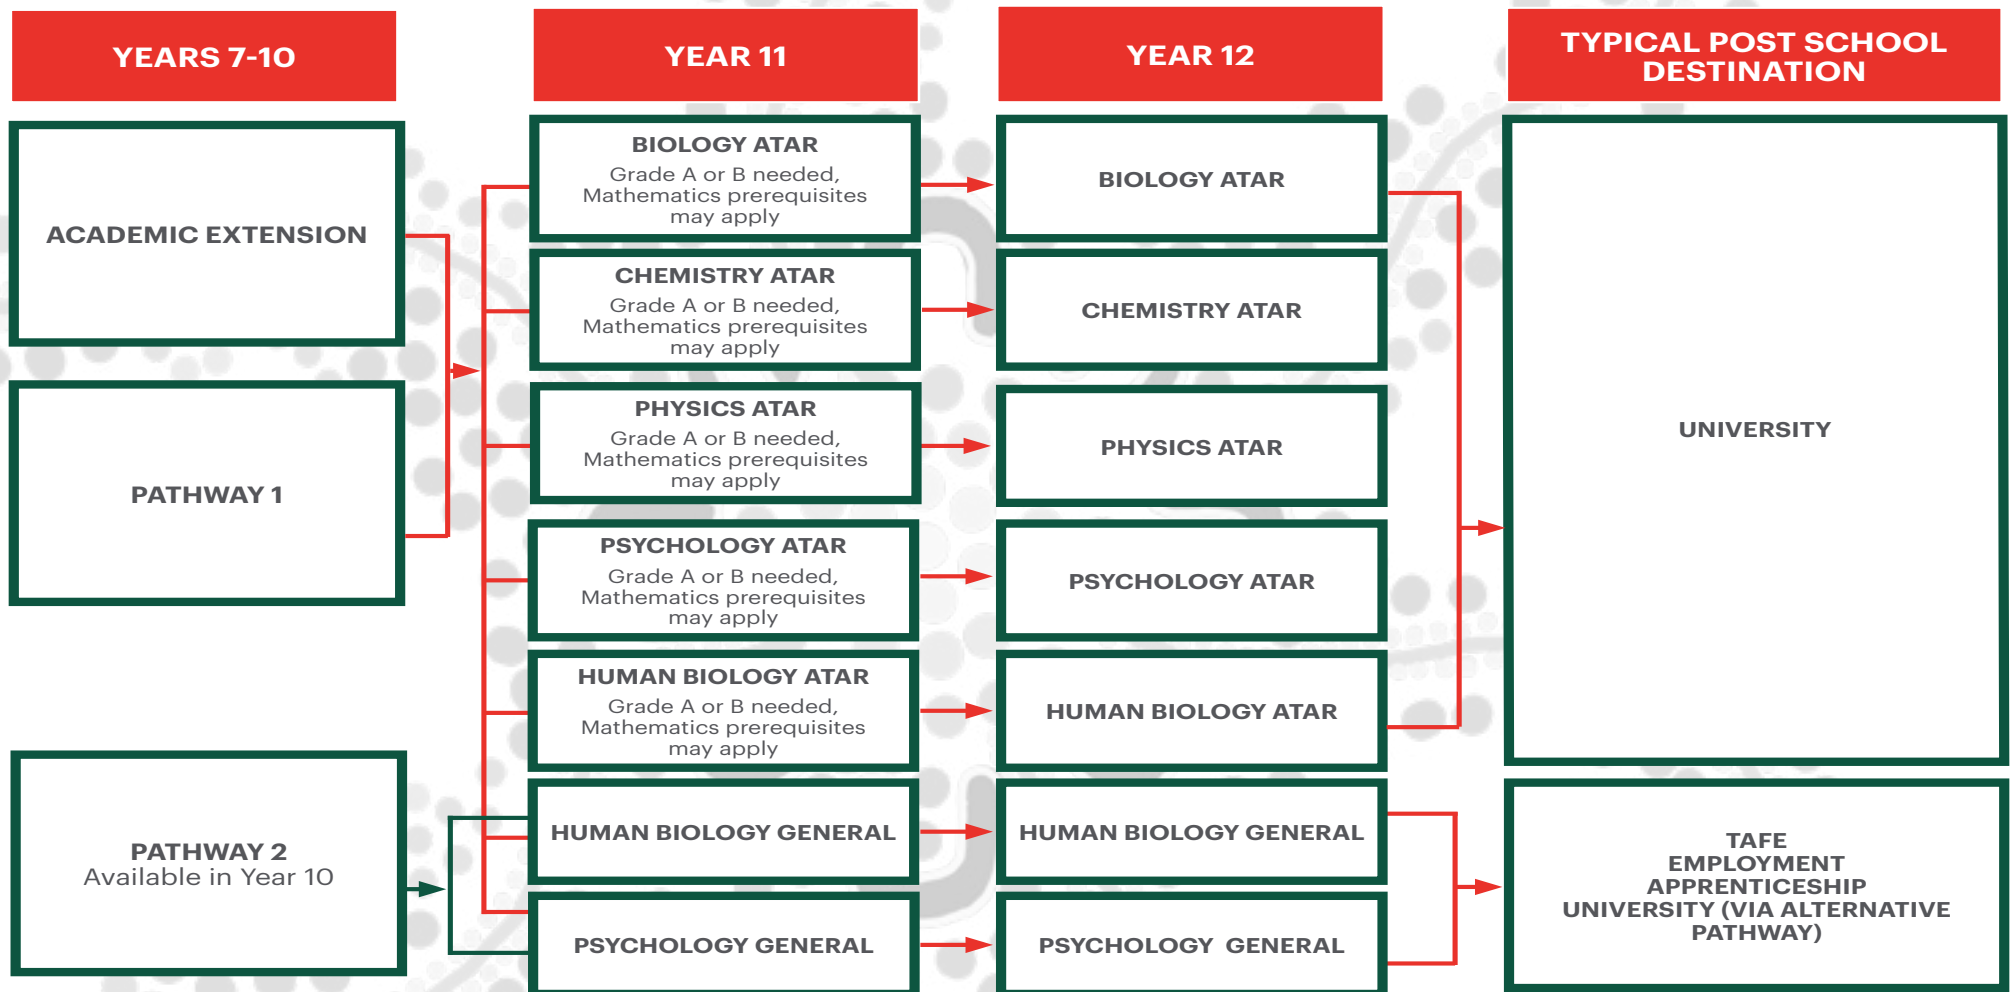 YEARS 7-10
YEAR 11
YEAR 12
TYPICAL POST SCHOOL
DESTINATION
ACADEMIC EXTENSION
PATHWAY 1
PATHWAY 2
Available in Year 10
BIOLOGY ATAR
Grade A or B needed,
Mathematics prerequisites
may apply
CHEMISTRY ATAR
Grade A or B needed,
Mathematics prerequisites
may apply
PHYSICS ATAR
Grade A or B needed,
Mathematics prerequisites
may apply
PSYCHOLOGY ATAR
Grade A or B needed,
Mathematics prerequisites
may apply
HUMAN BIOLOGY ATAR
Grade A or B needed,
Mathematics prerequisites
may apply
HUMAN BIOLOGY GENERAL
PSYCHOLOGY GENERAL
BIOLOGY ATAR
CHEMISTRY ATAR
PHYSICS ATAR
PSYCHOLOGY ATAR
HUMAN BIOLOGY ATAR
HUMAN BIOLOGY GENERAL
PSYCHOLOGY GENERAL
UNIVERSITY
TAFE
EMPLOYMENT
APPRENTICESHIP
UNIVERSITY (VIA ALTERNATIVE
PATHWAY)